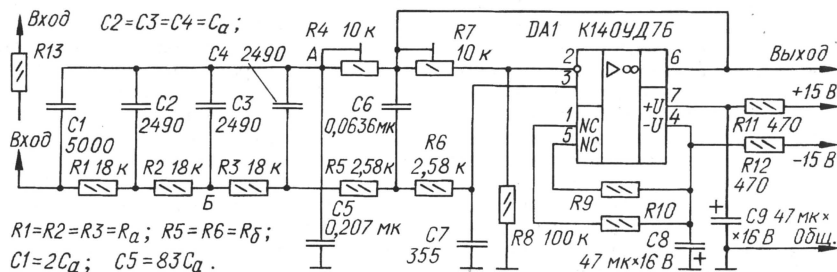 C2=C3=C4=Cα;
R13
Вход
Вход
C1
5000
C2
2490
C3
2490
C4 2490
A
Б
R1 18 к
R2 18 к
R3 18 к
R4
10 к
R7
10 к
C6
0,0636мк
R5 2,58к
R6
2,58 к
C5
0,207 мк
C7
355
DA1 К140УД7Б
2
3
1
5
NC
NC
▷∞
+U
-U
6
7
4
Выход
+15 В
-15 В
R11 470
R12
470
R9
R10
R8 100 к
C8
47 мк×16 В
+
+
C9 47 мк×
×16 В Общ.
R1=R2=R3=Rα; R5=R6=Rδ;
C1=2Cα; C5=83Cα.